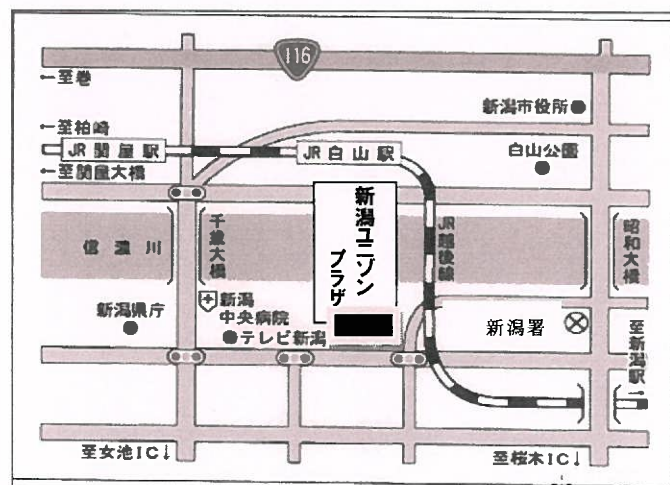 116
←至巻
新潟市役所
←至柏崎
JR関屋駅
JR白山駅
白山公園
←至関屋大橋
新潟ユニゾン
プラザ
信濃川
千歳大橋
JR越後線
昭和大橋
新潟県庁
新潟
中央病院
テレビ新潟
新潟署
至新潟駅→
至女池IC↓
至桜木IC↓